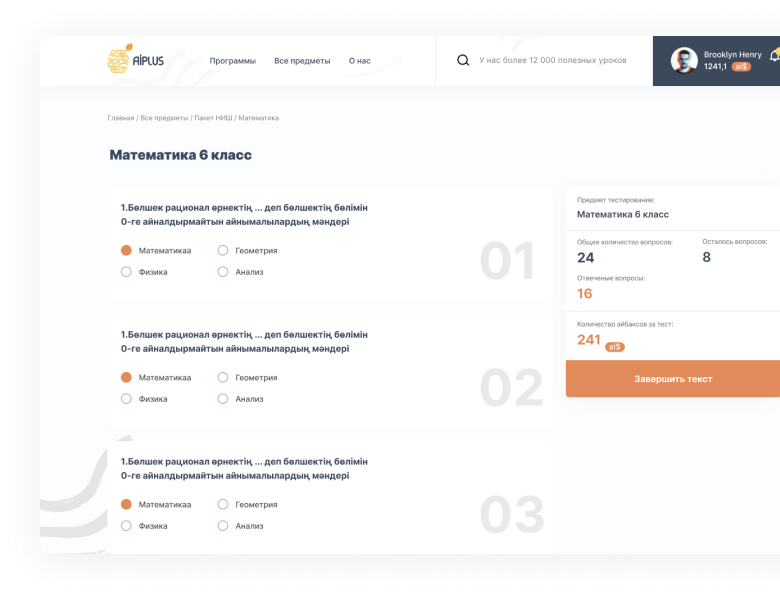 AiPLUS
Программы Все предметы О нас
У нас более 12 000 полезных уроков
Brooklyn Henry
1241,1 ai$
Главная / Все предметы / Пакет НИШ / Математика
Математика 6 класс
1.Бөлшек рационал өрнектің ... деп бөлшектің бөлімін
0-ге айналдырмайтын айнымалылардың мәндері
Математикаа Геометрия
Физика Анализ
01
1.Бөлшек рационал өрнектің ... деп бөлшектің бөлімін
0-ге айналдырмайтын айнымалылардың мәндері
Математикаа Геометрия
Физика Анализ
02
1.Бөлшек рационал өрнектің ... деп бөлшектің бөлімін
0-ге айналдырмайтын айнымалылардың мәндері
Математикаа Геометрия
Физика Анализ
03
Предмет тестирование:
Математика 6 класс
Общее количество вопросов: Осталось вопросов:
24 8
Отвеченые вопросы:
16
Количество айбаксов за тест:
241 ai$
Завершить текст